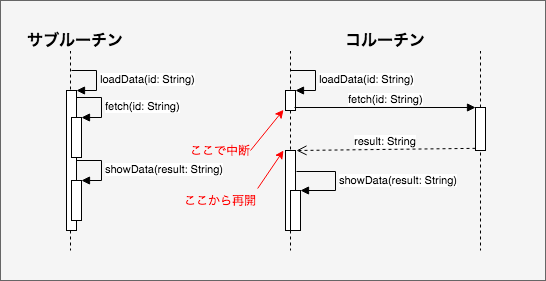 サブルーチン
loadData(id: String)
fetch(id: String)
showData(result: String)
コルーチン
loadData(id: String)
fetch(id: String)
ここで中断
result: String
showData(result: String)
ここから再開